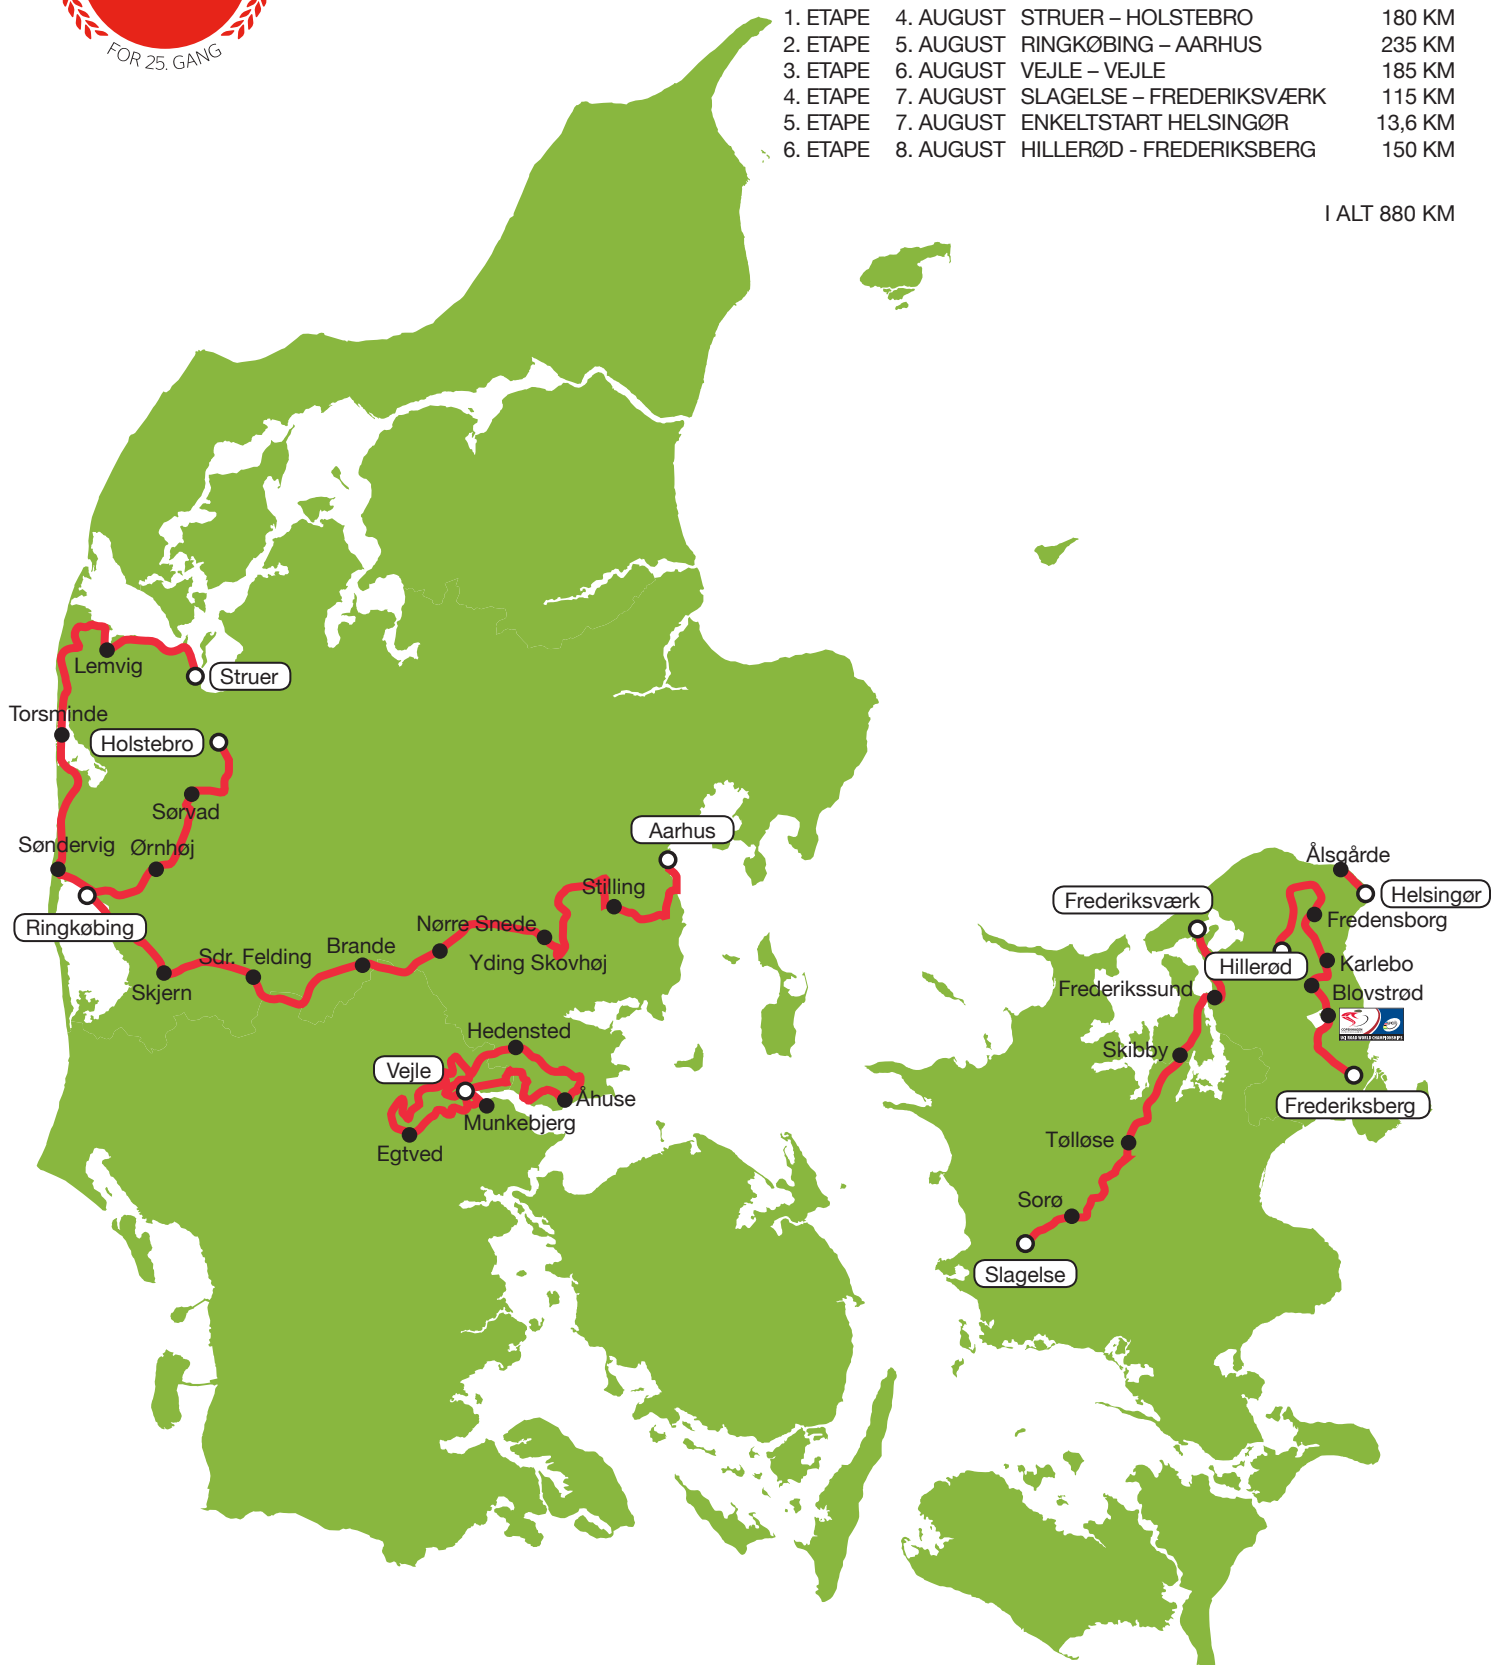 FOR 25. GANG
1. ETAPE 4. AUGUST STRUER – HOLSTEBRO 180 KM
2. ETAPE 5. AUGUST RINGKØBING – AARHUS 235 KM
3. ETAPE 6. AUGUST VEJLE – VEJLE 185 KM
4. ETAPE 7. AUGUST SLAGELSE – FREDERIKSVÆRK 115 KM
5. ETAPE 7. AUGUST ENKELTSTART HELSINGØR 13,6 KM
6. ETAPE 8. AUGUST HILLERØD - FREDERIKSBERG 150 KM
I ALT 880 KM
Lemvig
Struer
Torsminde
Holstebro
Sørvad
Aarhus
Søndervig
Ørnhøj
Ålsgårde
Stilling
Helsingør
Frederiksværk
Fredensborg
Ringkøbing
Nørre Snede
Brande
Sdr. Felding
Yding Skovhøj
Hillerød
Karlebo
Skjern
Frederikssund
Blovstrød
Hedensted
Skibby
Vejle
Åhuse
Frederiksberg
Munkebjerg
Tølløse
Egtved
Sorø
Slagelse